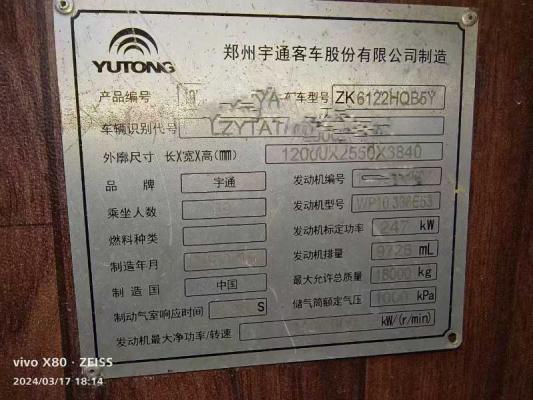 YUTONG
郑州宇通客车股份有限公司制造
产品编号 客车型号 ZK6122HQB5Y
车辆识别代号 LZYTAT
外廓尺寸 长X宽X高(mm) 12000X2550X3840
品牌 宇通 发动机编号
乘坐人数 发动机型号 WP10.336E53
燃料种类 发动机标定功率 247 kW
制造年月 发动机排量 9726 mL
制造国 中国 最大允许总质量 18000 kg
制动气室响应时间 S 储气筒额定气压 1000 kPa
发动机最大净功率/转速 kW/(r/min)
vivo X80 · ZEISS
2024/03/17 18:14